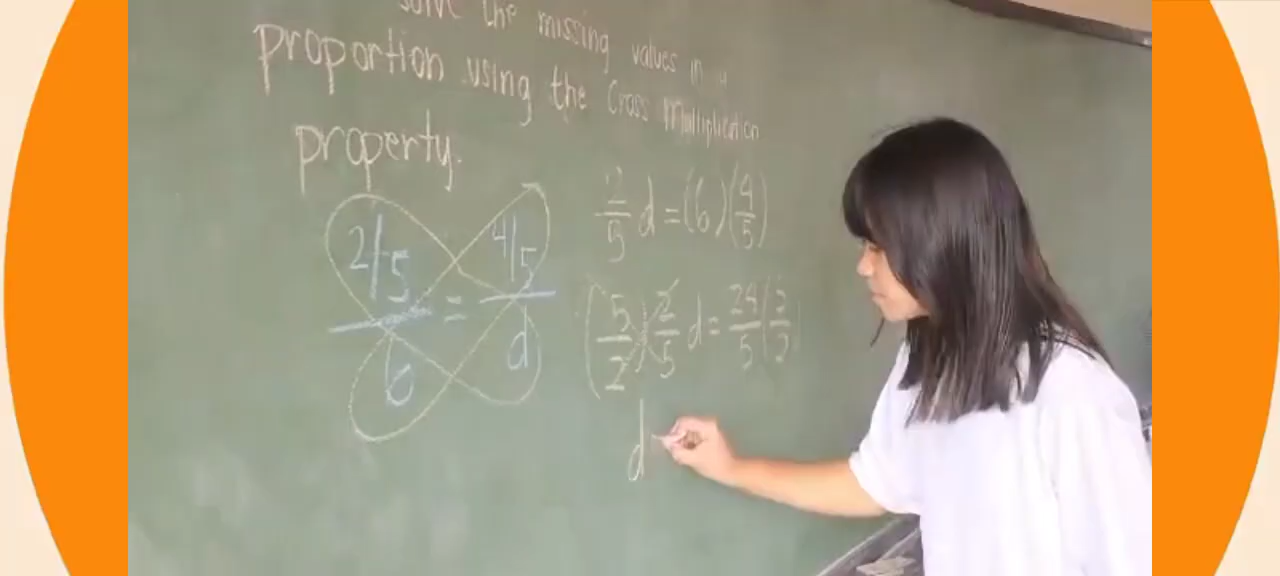 solve the missing values in a
proportion using the Cross Multiplication
property.
2/5 / 6 = 4/5 / d
2/5 d = (6)(4/5)
(5/2)(2/5 d = 24/5 (5/2)
d